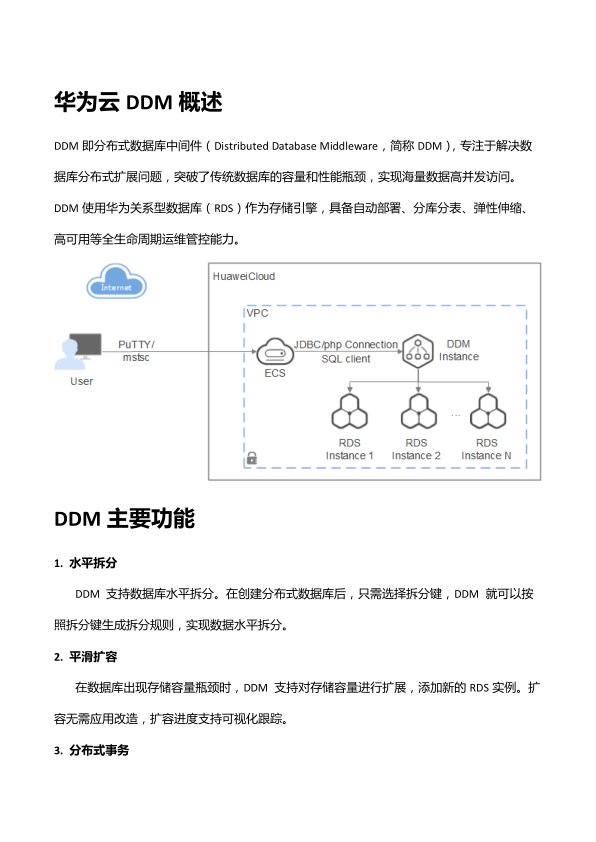 华为云 DDM 概述
DDM 即分布式数据库中间件（Distributed Database Middleware，简称 DDM），专注于解决数
据库分布式扩展问题，突破了传统数据库的容量和性能瓶颈，实现海量数据高并发访问。
DDM 使用华为关系型数据库（RDS）作为存储引擎，具备自动部署、分库分表、弹性伸缩、
高可用等全生命周期运维管控能力。
HuaweiCloud
Internet
VPC
PuTTY/
mstsc
User
ECS
JDBC/php Connection
SQL client
DDM
Instance
...
RDS
Instance 1
RDS
Instance 2
RDS
Instance N
DDM 主要功能
1. 水平拆分
DDM 支持数据库水平拆分。在创建分布式数据库后，只需选择拆分键，DDM 就可以按
照拆分键生成拆分规则，实现数据水平拆分。
2. 平滑扩容
在数据库出现存储容量瓶颈时，DDM 支持对存储容量进行扩展，添加新的 RDS 实例。扩
容无需应用改造，扩容进度支持可视化跟踪。
3. 分布式事务